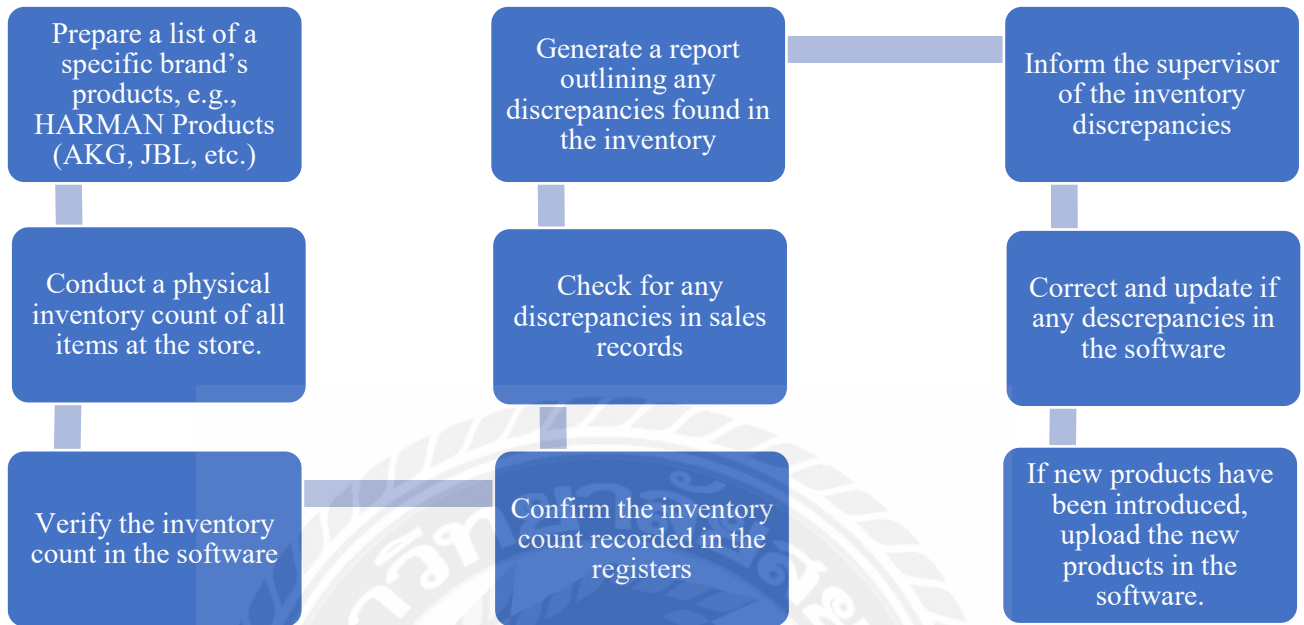 Prepare a list of a
specific brand’s
products, e.g.,
HARMAN Products
(AKG, JBL, etc.)
Conduct a physical
inventory count of all
items at the store.
Verify the inventory
count in the software
Confirm the inventory
count recorded in the
registers
Check for any
discrepancies in sales
records
Generate a report
outlining any
discrepancies found in
the inventory
Inform the supervisor
of the inventory
discrepancies
Correct and update if
any descrepancies in
the software
If new products have
been introduced,
upload the new
products in the
software.